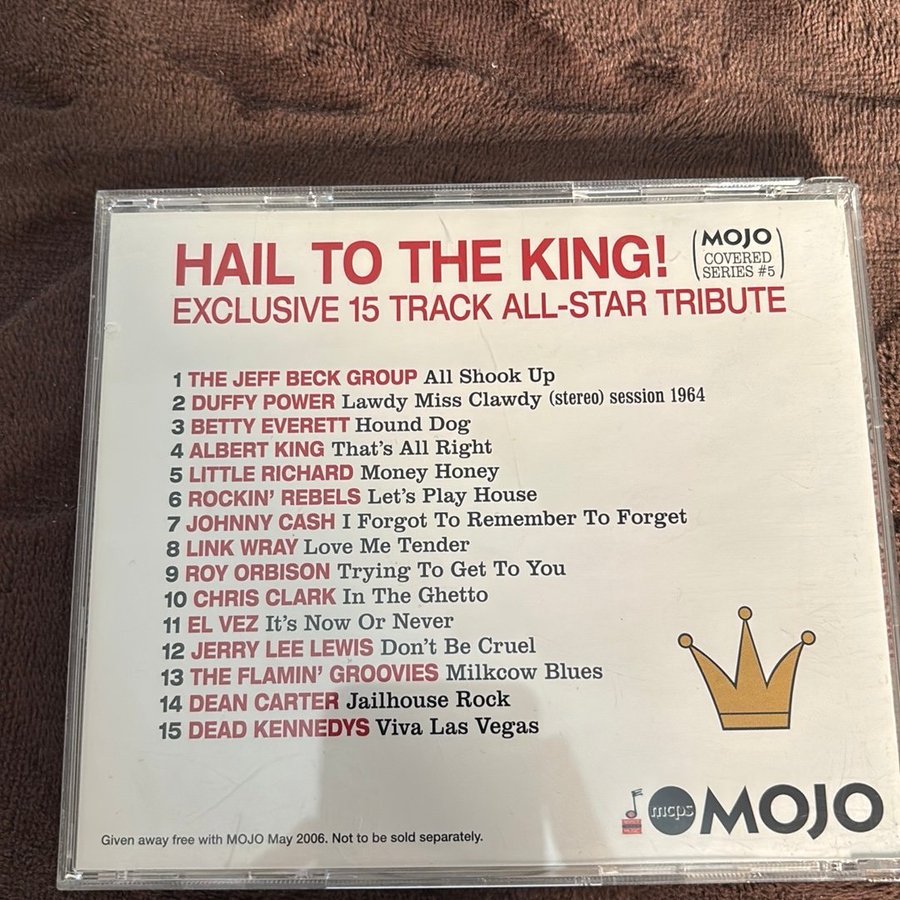 HAIL TO THE KING!
(MOJO
COVERED
SERIES #5)
EXCLUSIVE 15 TRACK ALL-STAR TRIBUTE
1 THE JEFF BECK GROUP All Shook Up
2 DUFFY POWER Lawdy Miss Clawdy (stereo) session 1964
3 BETTY EVERETT Hound Dog
4 ALBERT KING That's All Right
5 LITTLE RICHARD Money Honey
6 ROCKIN' REBELS Let's Play House
7 JOHNNY CASH I Forgot To Remember To Forget
8 LINK WRAY Love Me Tender
9 ROY ORBISON Trying To Get To You
10 CHRIS CLARK In The Ghetto
11 EL VEZ It's Now Or Never
12 JERRY LEE LEWIS Don't Be Cruel
13 THE FLAMIN' GROOVIES Milkcow Blues
14 DEAN CARTER Jailhouse Rock
15 DEAD KENNEDYS Viva Las Vegas
mcps MOJO
Given away free with MOJO May 2006. Not to be sold separately.